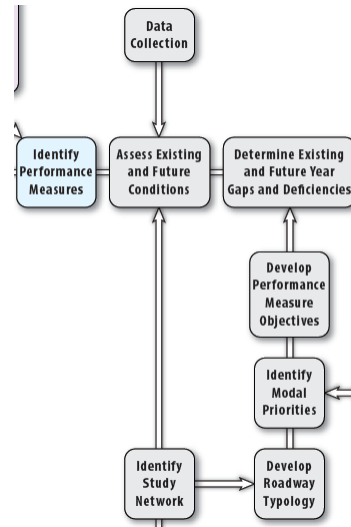 Data
Collection
Identify
Performance
Measures
Assess Existing
and Future
Conditions
Determine Existing
and Future Year
Gaps and Deficiencies
Develop
Performance
Measure
Objectives
Identify
Modal
Priorities
Identify
Study
Network
Develop
Roadway
Typology